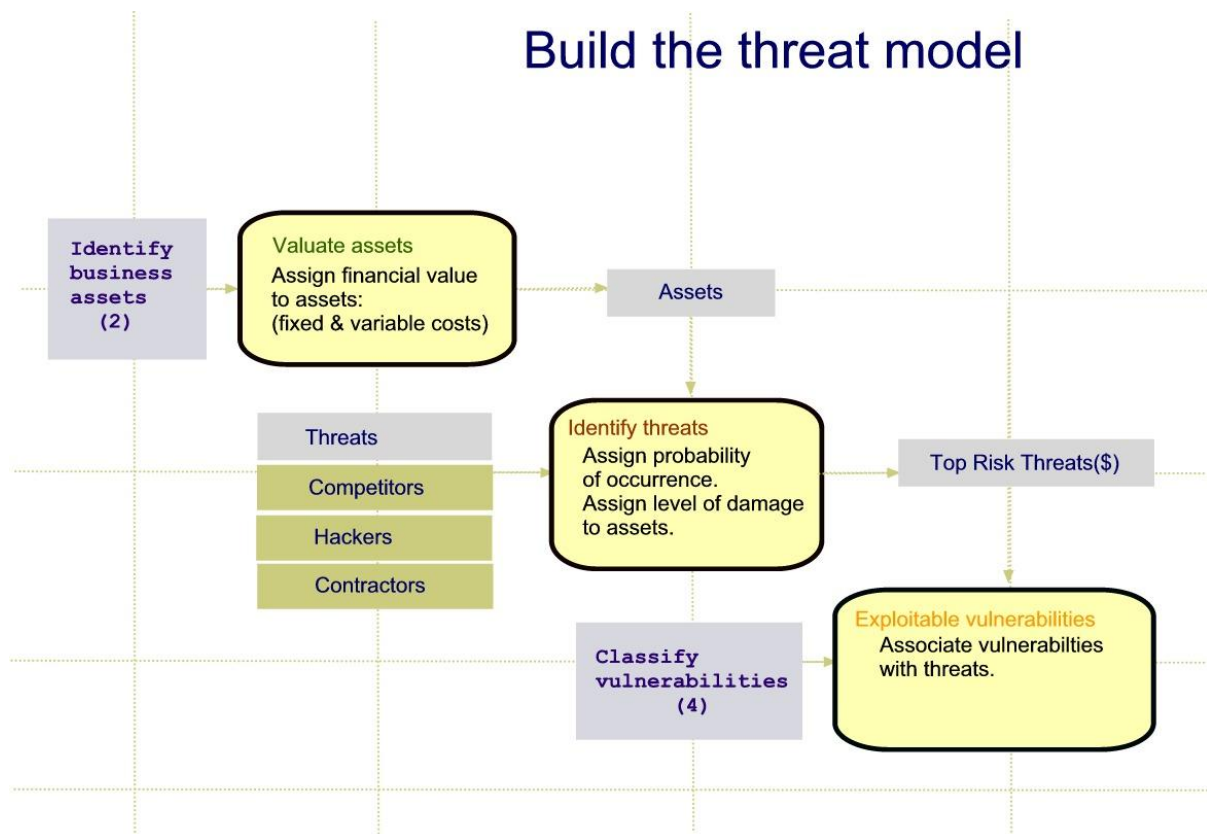 Build the threat model
Identify
business
assets
(2)
Valuate assets
Assign financial value
to assets:
(fixed & variable costs)
Assets
Threats
Competitors
Hackers
Contractors
Identify threats
Assign probability
of occurrence.
Assign level of damage
to assets.
Top Risk Threats($)
Classify
vulnerabilities
(4)
Exploitable vulnerabilities
Associate vulnerabilties
with threats.